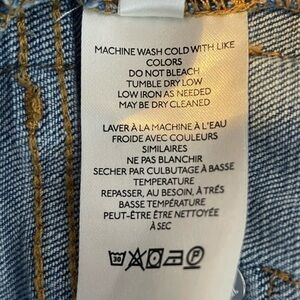 MACHINE WASH COLD WITH LIKE
COLORS
DO NOT BLEACH
TUMBLE DRY LOW
LOW IRON AS NEEDED
MAY BE DRY CLEANED
LAVER À LA MACHINE À L'EAU
FROIDE AVEC COULEURS
SIMILAIRES
NE PAS BLANCHIR
SECHER PAR CULBUTAGE À BASSE
TEMPERATURE
REPASSER, AU BESOIN, À TRÉS
BASSE TEMPÉRATURE
PEUT-ÊTRE ÊTRE NETTOYÉE
À SEC
30 P